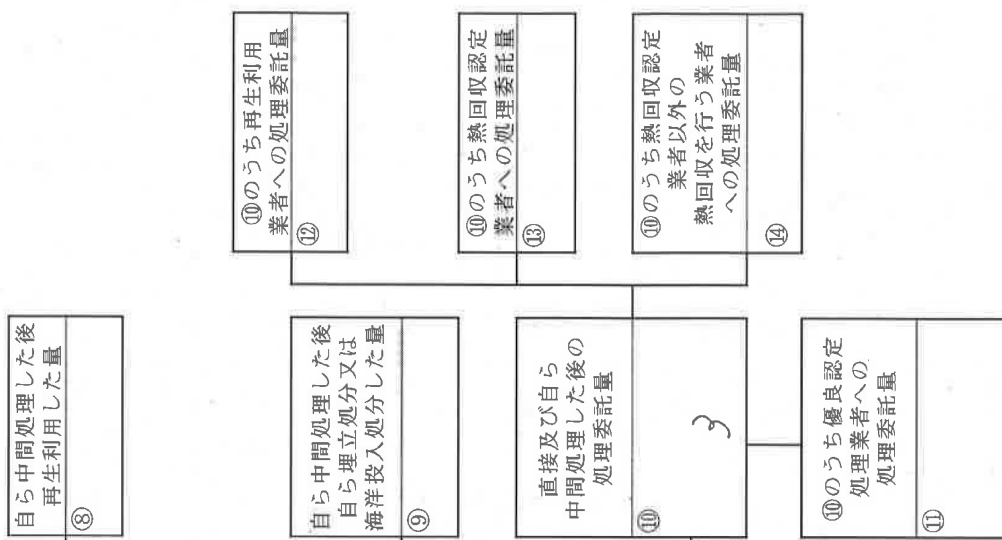 自ら中間処理した後
再生利用した量
⑧
自ら中間処理した後
自ら埋立処分又は
海洋投入処分した量
⑨
直接及び自ら
中間処理した後の
処理委託量
⑩
3
⑩のうち優良認定
処理業者への
処理委託量
⑪
⑩のうち再生利用
業者への処理委託量
⑫
⑩のうち熱回収認定
業者への処理委託量
⑬
⑩のうち熱回収認定
業者以外の
熱回収を行う業者
への処理委託量
⑭